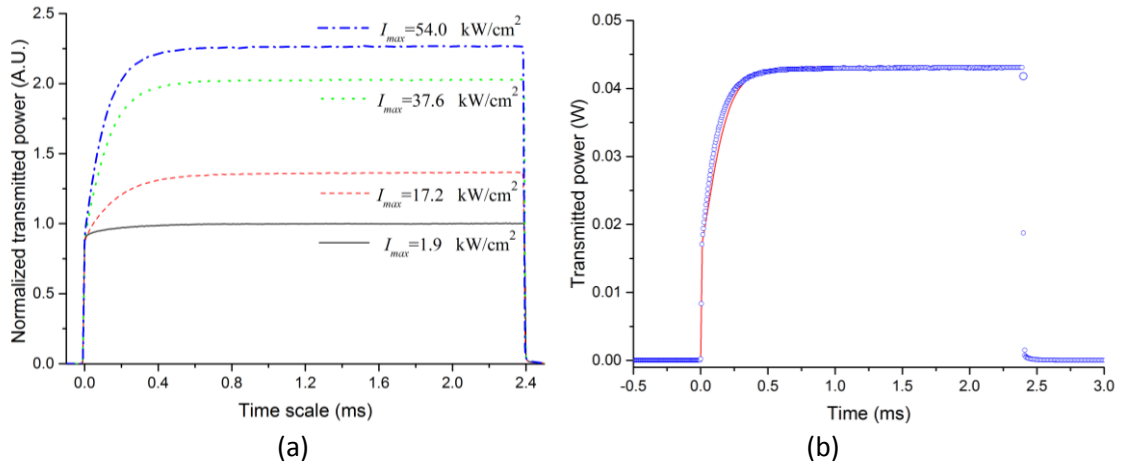 2.5
2.0
1.5
1.0
0.5
0.0
Normalized transmitted power (A.U.)
I_max=54.0 kW/cm²
I_max=37.6 kW/cm²
I_max=17.2 kW/cm²
I_max=1.9 kW/cm²
0.0 0.4 0.8 1.2 1.6 2.0 2.4
Time scale (ms)
(a)
0.05
0.04
0.03
0.02
0.01
0.00
Transmitted power (W)
-0.5 0.0 0.5 1.0 1.5 2.0 2.5 3.0
Time (ms)
(b)